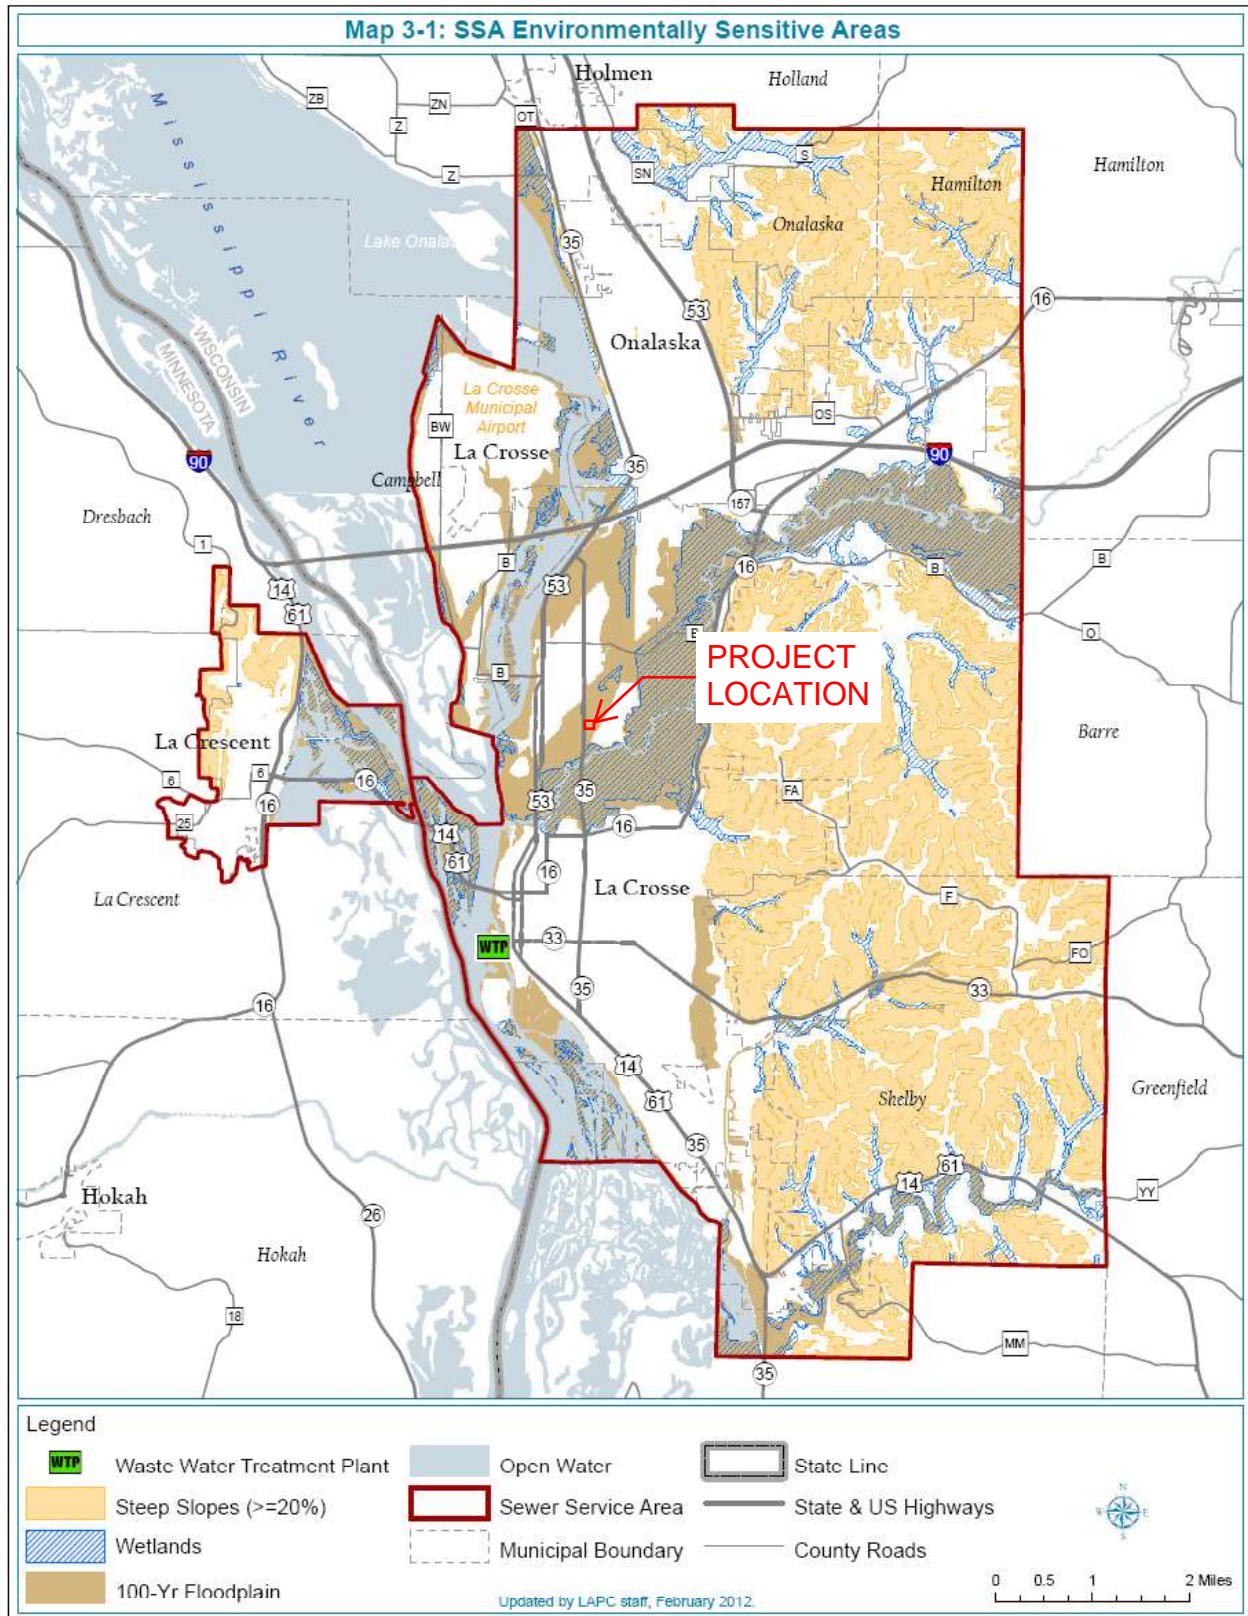 Map 3-1: SSA Environmentally Sensitive Areas
Holmen
Holland
ZB
ZN
OT
Z
Z
SN
S
Hamilton
Hamilton
Mississippi River
Onalaska
Lake Onalas
35
53
16
WISCONSIN
MINNESOTA
Onalaska
La Crosse
Municipal
Airport
OS
BW
La Crosse
90
35
90
Campbell
157
Dresbach
1
16
B
B
B
53
14
61
B
O
B
PROJECT
LOCATION
La Crescent
Barre
6
6
16
16
53
35
FA
25
14
61
16
16
La Crosse
La Crescent
F
WTP
33
FO
35
33
16
14
61
Shelby
Greenfield
35
61
14
YY
Hokah
26
Hokah
18
MM
35
Legend
WTP Waste Water Treatment Plant
Open Water
State Line
Steep Slopes (>=20%)
Sewer Service Area
State & US Highways
Wetlands
Municipal Boundary
County Roads
100-Yr Floodplain
N
W E
S
0 0.5 1 2 Miles
Updated by LAPC staff, February 2012.